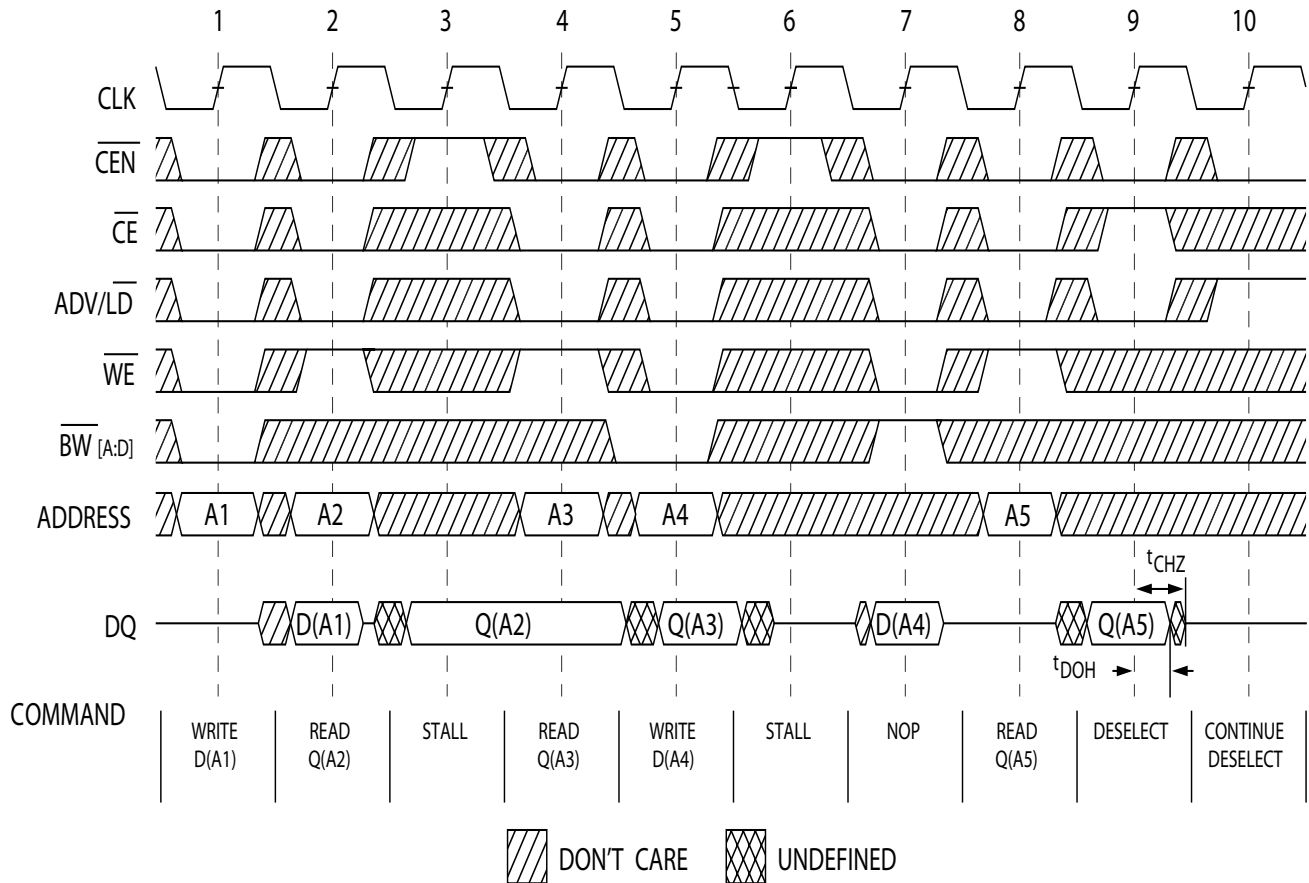 1 2 3 4 5 6 7 8 9 10
CLK
CEN
CE
ADV/LD
WE
BW [A:D]
ADDRESS A1 A2 A3 A4 A5
tCHZ
DQ D(A1) Q(A2) Q(A3) D(A4) Q(A5)
tDOH
COMMAND
WRITE READ STALL READ WRITE STALL NOP READ DESELECT CONTINUE
D(A1) Q(A2) Q(A3) D(A4) Q(A5) DESELECT
DON'T CARE UNDEFINED